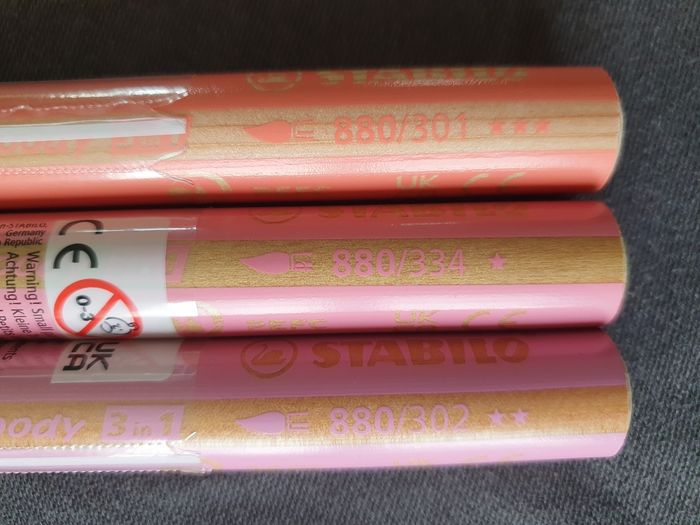 STABILO
880/301 ★★★
UK CE
Germany
Republic
CE
Warning! Small
Achtung! Kleine
0-3
UK
CA
880/334 ★
STABILO
body 3 in 1
880/302 ★★